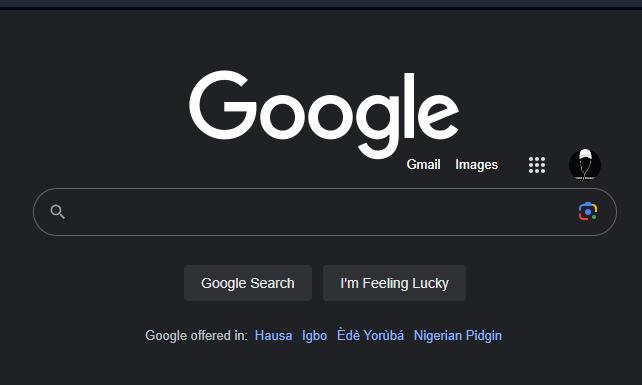 Google
Gmail Images
Google Search I'm Feeling Lucky
Google offered in: Hausa Igbo Èdè Yorùbá Nigerian Pidgin